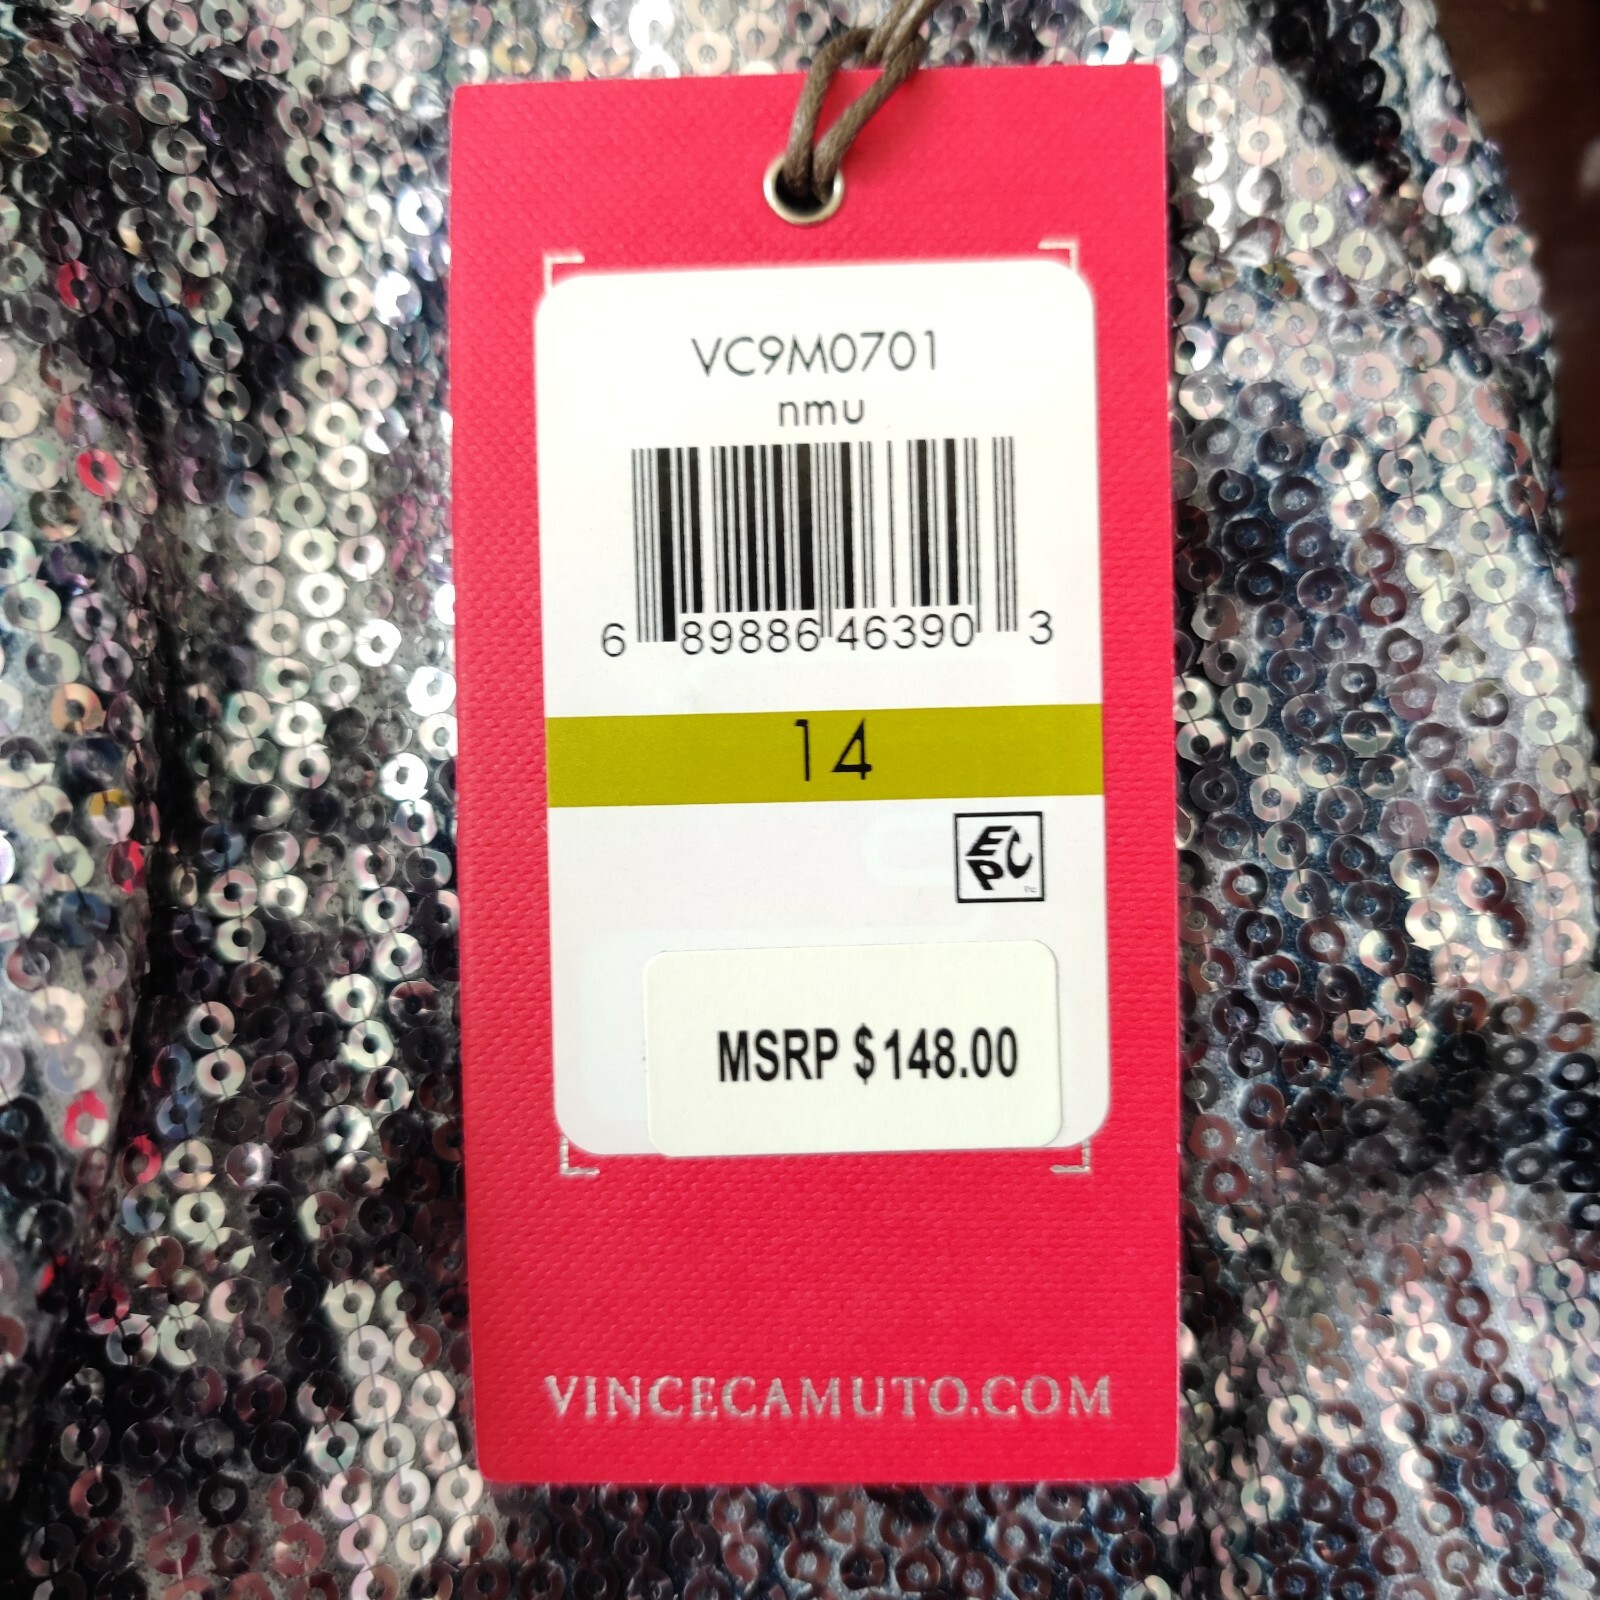 VC9M0701
nmu
6 89886 46390 3
14
EPC
MSRP $148.00
VINCECAMUTO.COM